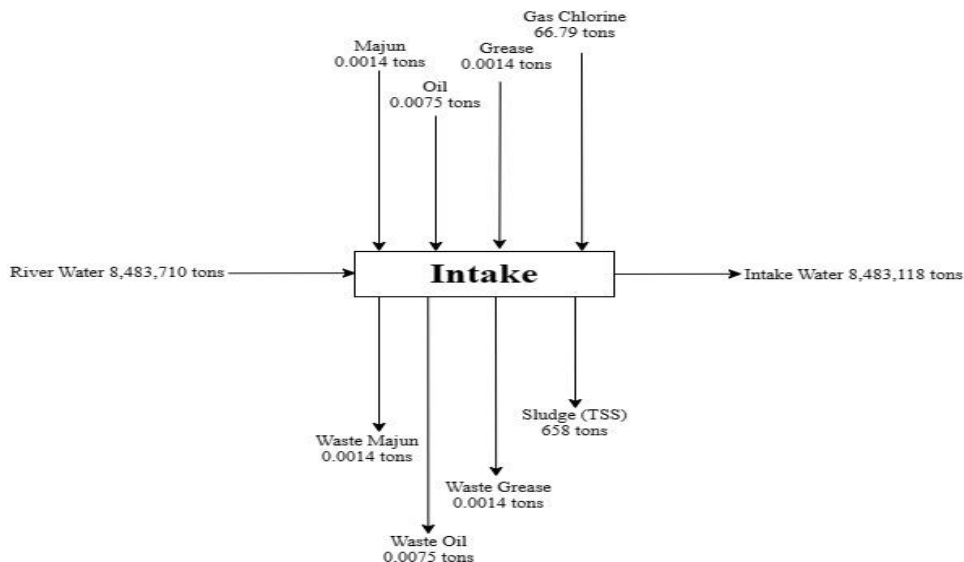 Gas Chlorine
66.79 tons
Majun
0.0014 tons
Grease
0.0014 tons
Oil
0.0075 tons
River Water 8,483,710 tons
Intake
Intake Water 8,483,118 tons
Sludge (TSS)
658 tons
Waste Majun
0.0014 tons
Waste Grease
0.0014 tons
Waste Oil
0.0075 tons